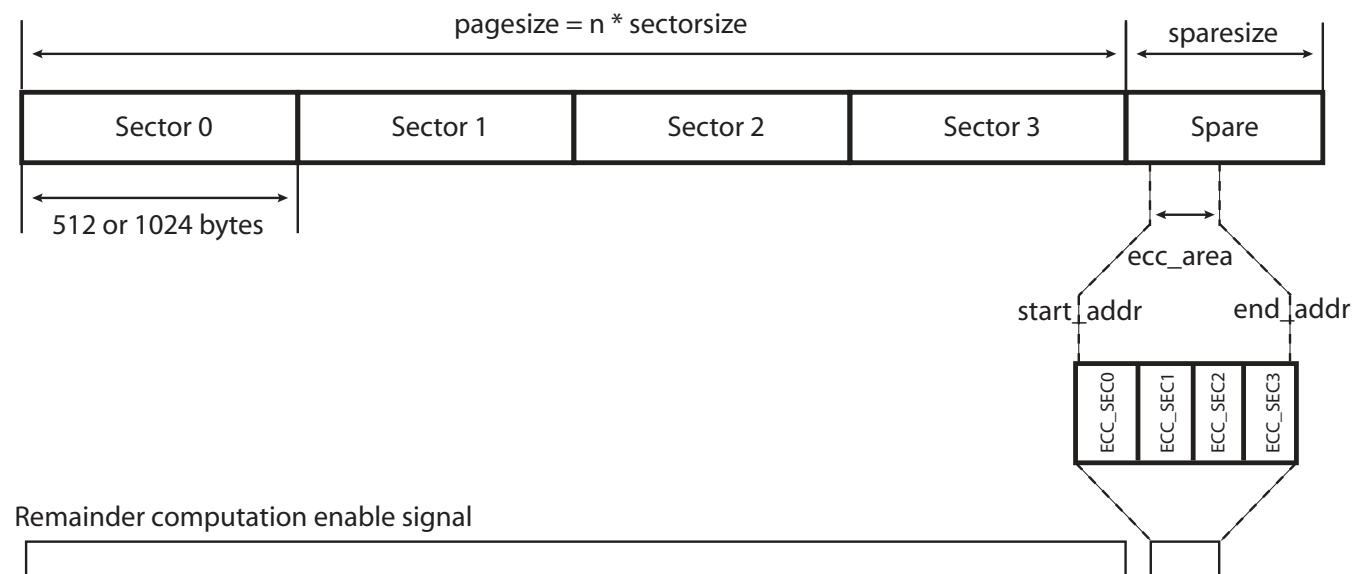 pagesize = n * sectorsize
sparesize
Sector 0
Sector 1
Sector 2
Sector 3
Spare
512 or 1024 bytes
ecc_area
start_addr
end_addr
ECC_SEC0
ECC_SEC1
ECC_SEC2
ECC_SEC3
Remainder computation enable signal